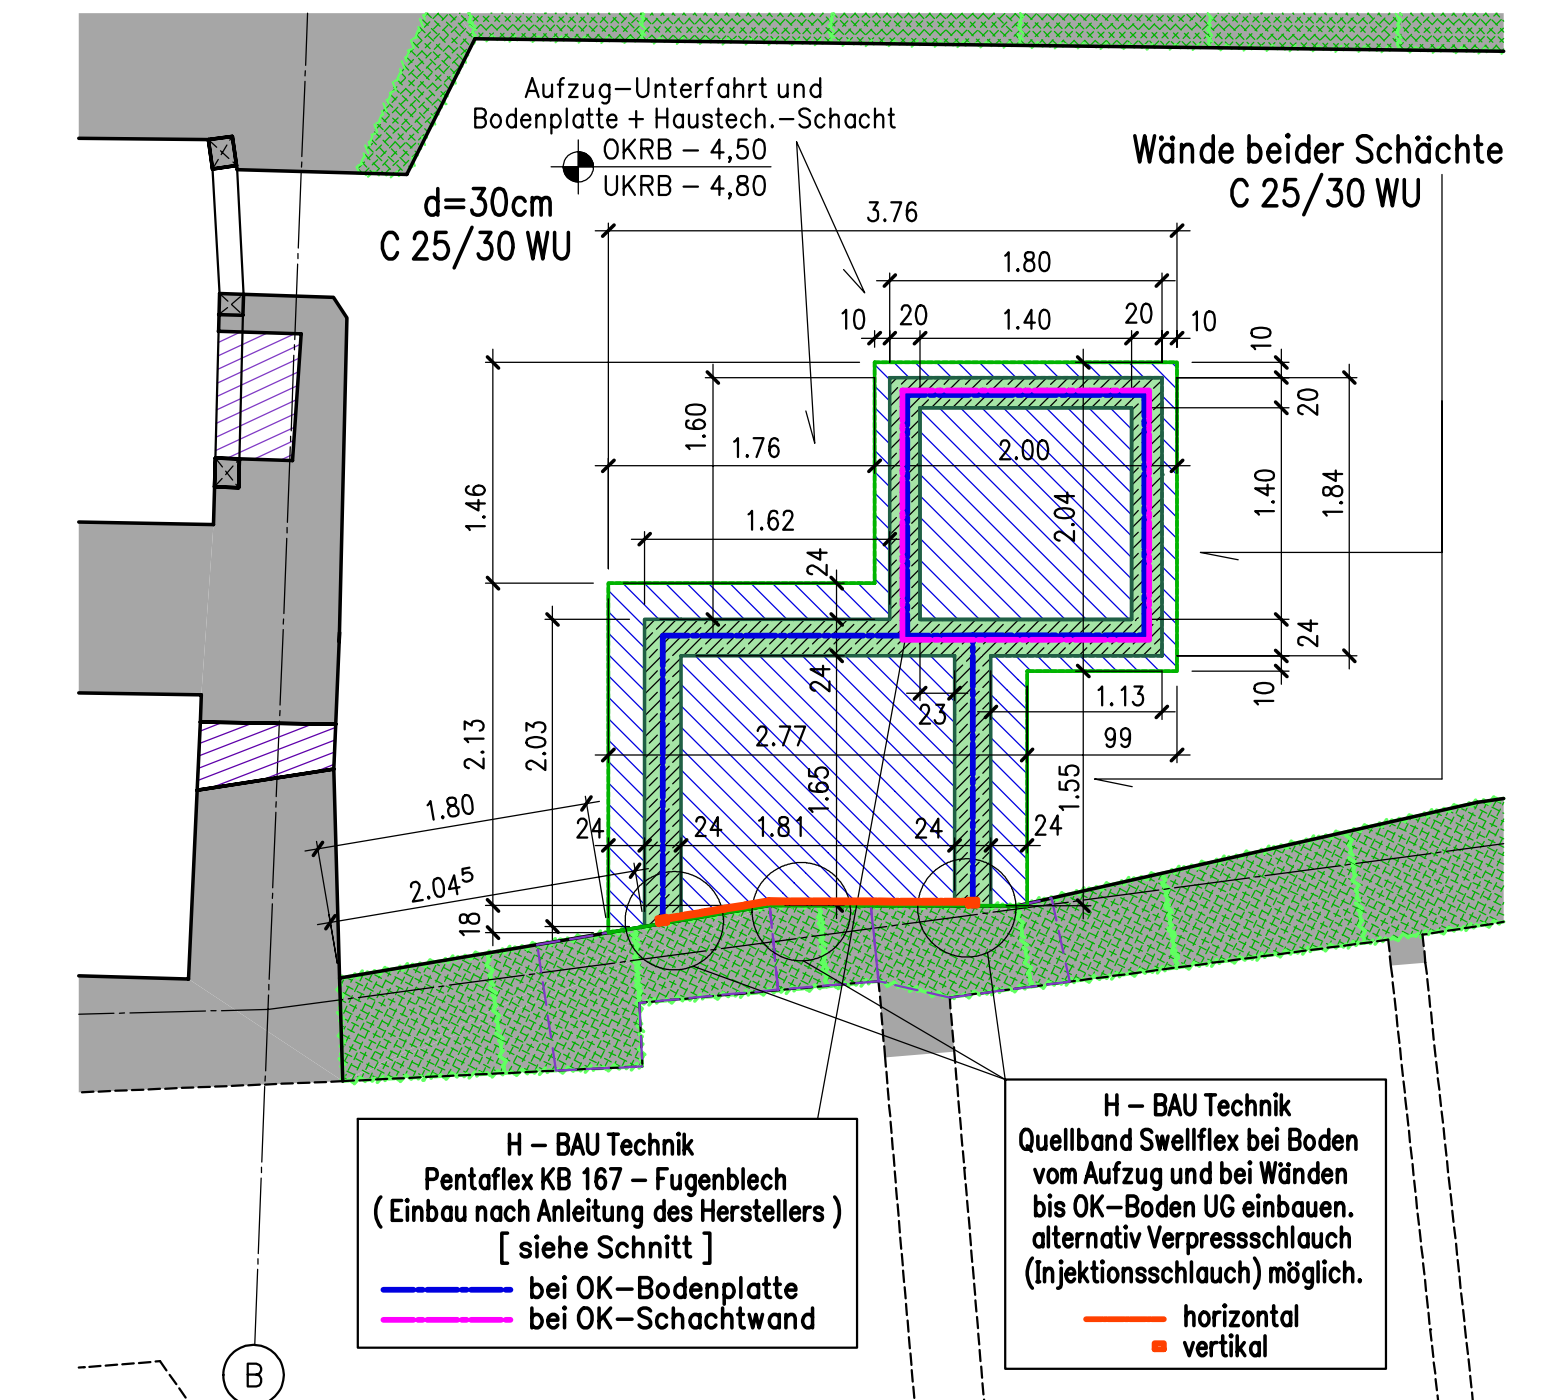 Aufzug–Unterfahrt und
Bodenplatte + Haustech.–Schacht
OKRB – 4,50
UKRB – 4,80
d=30cm
C 25/30 WU
Wände beider Schächte
C 25/30 WU
3.76
1.80
10
20
1.40
20
10
10
20
1.60
1.76
2.00
1.46
1.62
2.04
1.40
1.84
24
24
24
10
23
1.13
2.13
2.03
2.77
99
1.65
1.55
1.80
24
24
1.81
24
24
2.04⁵
18
H – BAU Technik
Pentaflex KB 167 – Fugenblech
( Einbau nach Anleitung des Herstellers )
[ siehe Schnitt ]
bei OK–Bodenplatte
bei OK–Schachtwand
H – BAU Technik
Quellband Swellflex bei Boden
vom Aufzug und bei Wänden
bis OK–Boden UG einbauen.
alternativ Verpressschlauch
(Injektionsschlauch) möglich.
horizontal
vertikal
B